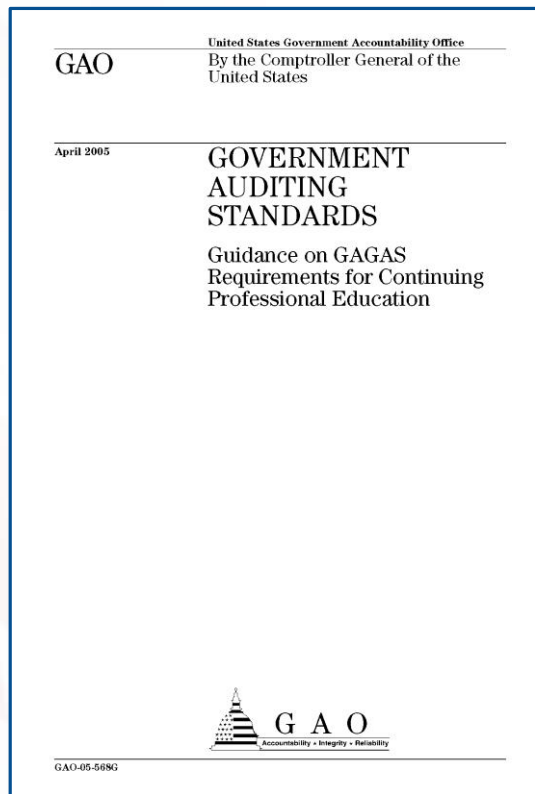 United States Government Accountability Office
GAO
By the Comptroller General of the
United States
April 2005
GOVERNMENT
AUDITING
STANDARDS
Guidance on GAGAS
Requirements for Continuing
Professional Education
G A O
Accountability * Integrity * Reliability
GAO-05-568G